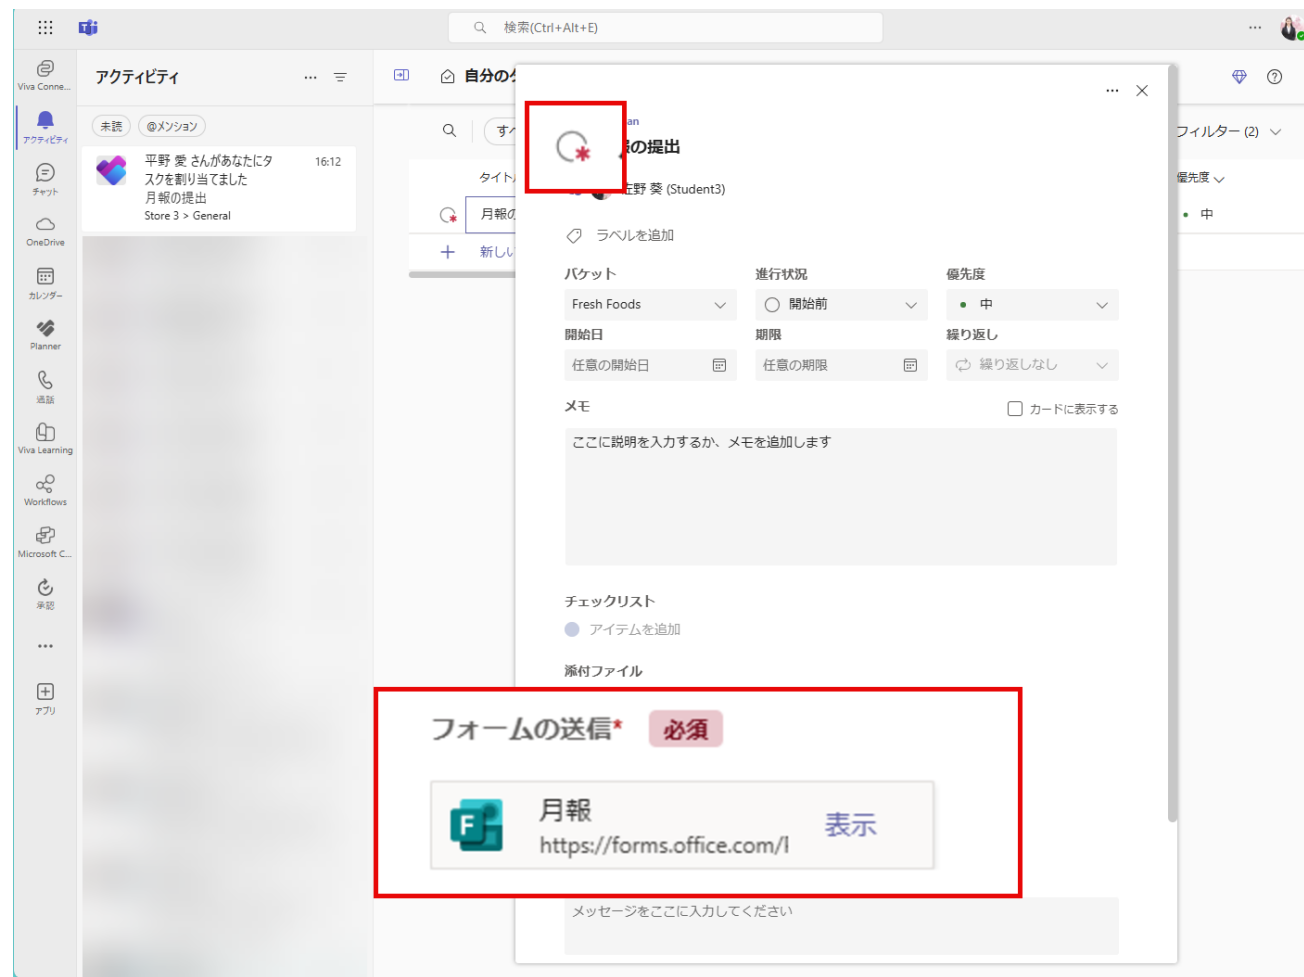 検索(Ctrl+Alt+E)
Viva Conne...
アクティビティ
チャット
OneDrive
カレンダー
Planner
通話
Viva Learning
Workflows
Microsoft C...
承認
アプリ
アクティビティ
未読
@メンション
平野 愛 さんがあなたにタ
スクを割り当てました
16:12
月報の提出
Store 3 > General
自分の
すべ
フィルター (2)
タイトル
優先度
月報の
中
新しい
an
の提出
佐野 葵 (Student3)
ラベルを追加
バケット
進行状況
優先度
Fresh Foods
開始前
中
開始日
期限
繰り返し
任意の開始日
任意の期限
繰り返しなし
メモ
カードに表示する
ここに説明を入力するか、メモを追加します
チェックリスト
アイテムを追加
添付ファイル
フォームの送信*
必須
月報
https://forms.office.com/
表示
メッセージをここに入力してください